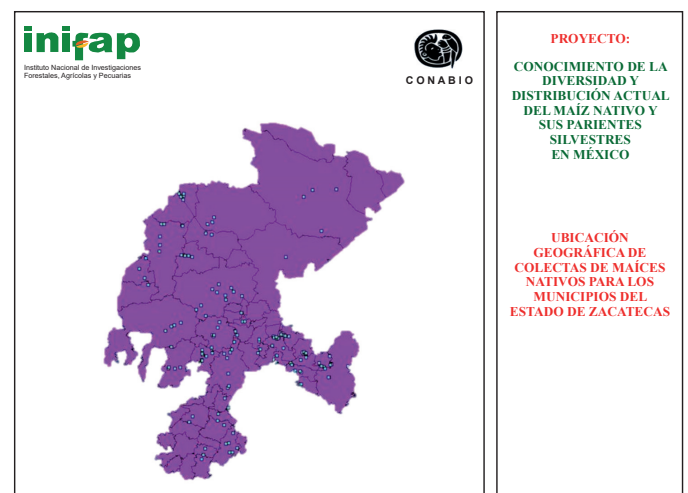 inifap
Instituto Nacional de Investigaciones
Forestales, Agrícolas y Pecuarias
CONABIO
PROYECTO:
CONOCIMIENTO DE LA
DIVERSIDAD Y
DISTRIBUCIÓN ACTUAL
DEL MAÍZ NATIVO Y
SUS PARIENTES
SILVESTRES
EN MÉXICO
UBICACIÓN
GEOGRÁFICA DE
COLECTAS DE MAÍCES
NATIVOS PARA LOS
MUNICIPIOS DEL
ESTADO DE ZACATECAS